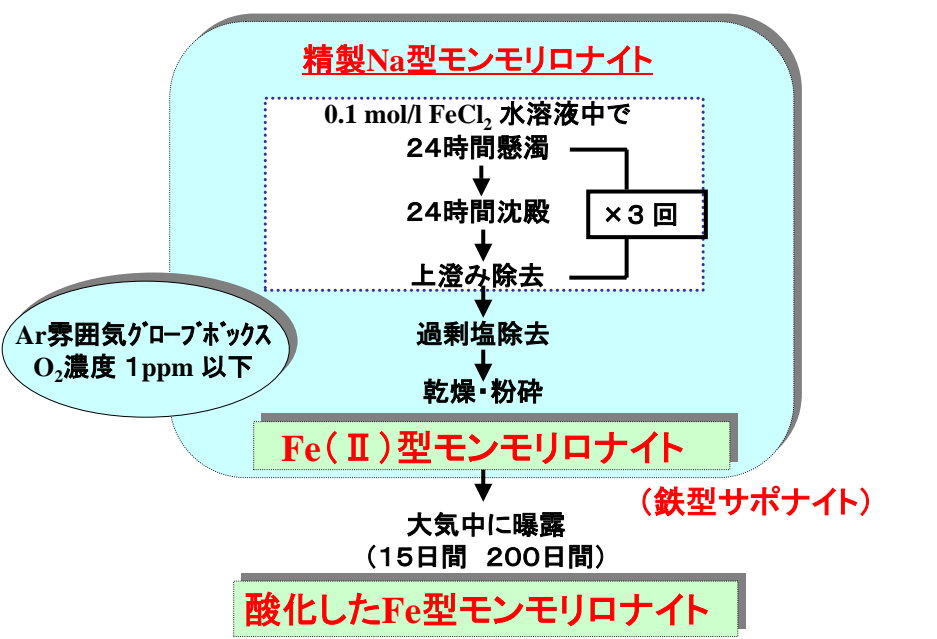 精製Na型モンモリロナイト
0.1 mol/l FeCl₂ 水溶液中で
24時間懸濁
24時間沈殿
×3 回
上澄み除去
Ar雰囲気ｸﾞﾛｰﾌﾞﾎﾞｯｸｽ
O₂濃度 1ppm 以下
過剰塩除去
乾燥・粉砕
Fe(Ⅱ)型モンモリロナイト
(鉄型サポナイト)
大気中に曝露
(15日間 200日間)
酸化したFe型モンモリロナイト